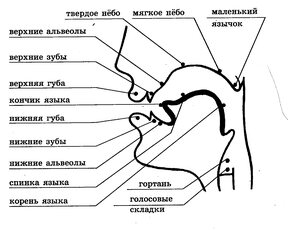 твердое нёбо
мягкое нёбо
маленький
язычок
верхние альвеолы
верхние зубы
верхняя губа
кончик языка
нижняя губа
нижние зубы
нижние альвеолы
спинка языка
корень языка
гортань
голосовые
складки